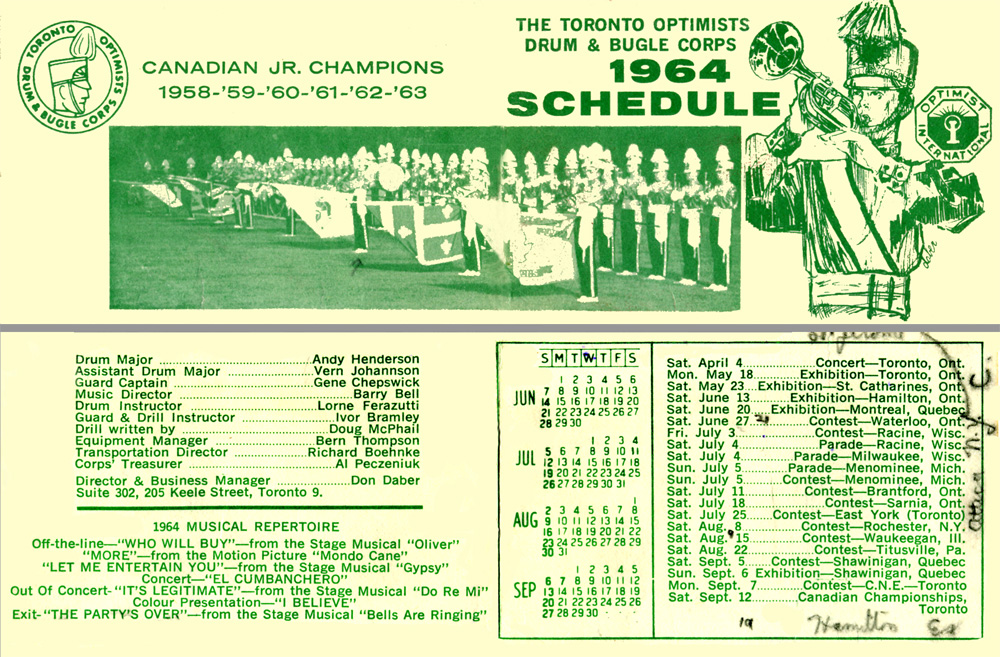 TORONTO OPTIMISTS
DRUM & BUGLE CORPS
CANADIAN JR. CHAMPIONS
1958-'59-'60-'61-'62-'63
THE TORONTO OPTIMISTS
DRUM & BUGLE CORPS
1964
SCHEDULE
OPTIMIST
INTERNATIONAL
Drum Major ........ Andy Henderson
Assistant Drum Major ........ Vern Johannson
Guard Captain ........ Gene Chepswick
Music Director ........ Barry Bell
Drum Instructor ........ Lorne Ferazutti
Guard & Drill Instructor ........ Ivor Bramley
Drill written by ........ Doug McPhail
Equipment Manager ........ Bern Thompson
Transportation Director ........ Richard Boehnke
Corps' Treasurer ........ Al Peczeniuk
Director & Business Manager ........ Don Daber
Suite 302, 205 Keele Street, Toronto 9.
1964 MUSICAL REPERTOIRE
Off-the-line—"WHO WILL BUY"—from the Stage Musical "Oliver"
"MORE"—from the Motion Picture "Mondo Cane"
"LET ME ENTERTAIN YOU"—from the Stage Musical "Gypsy"
Concert—"EL CUMBANCHERO"
Out Of Concert-"IT'S LEGITIMATE"—from the Stage Musical "Do Re Mi"
Colour Presentation—"I BELIEVE"
Exit-"THE PARTY'S OVER"—from the Stage Musical "Bells Are Ringing"
S M T W T F S
JUN
1 2 3 4 5 6
7 8 9 10 11 12 13
14 15 16 17 18 19 20
21 22 23 24 25 26 27
28 29 30
JUL
1 2 3 4
5 6 7 8 9 10 11
12 13 14 15 16 17 18
19 20 21 22 23 24 25
26 27 28 29 30 31
AUG
1
2 3 4 5 6 7 8
9 10 11 12 13 14 15
16 17 18 19 20 21 22
23 24 25 26 27 28 29
30 31
SEP
1 2 3 4 5
6 7 8 9 10 11 12
13 14 15 16 17 18 19
20 21 22 23 24 25 26
27 28 29 30
Sat. April 4........Concert—Toronto, Ont.
Mon. May 18........Exhibition—Toronto, Ont.
Sat. May 23....Exhibition—St. Catharines, Ont.
Sat. June 13........Exhibition—Hamilton, Ont.
Sat. June 20....Exhibition—Montreal, Quebec
Sat. June 27........Contest—Waterloo, Ont.
Fri. July 3........Contest—Racine, Wisc.
Sat. July 4........Parade—Racine, Wisc.
Sat. July 4........Parade—Milwaukee, Wisc.
Sun. July 5........Parade—Menominee, Mich.
Sun. July 5........Contest—Menominee, Mich.
Sat. July 11........Contest—Brantford, Ont.
Sat. July 18........Contest—Sarnia, Ont.
Sat. July 25......Contest—East York (Toronto)
Sat. Aug. 8........Contest—Rochester, N.Y.
Sat. Aug. 15........Contest—Waukeegan, Ill.
Sat. Aug. 22........Contest—Titusville, Pa.
Sat. Sept. 5......Contest—Shawinigan, Quebec
Sun. Sept. 6 Exhibition—Shawinigan, Quebec
Mon. Sept. 7........Contest—C.N.E.—Toronto
Sat. Sept. 12........Canadian Championships,
Toronto
19 Hamilton Ex
Attica N.Y.